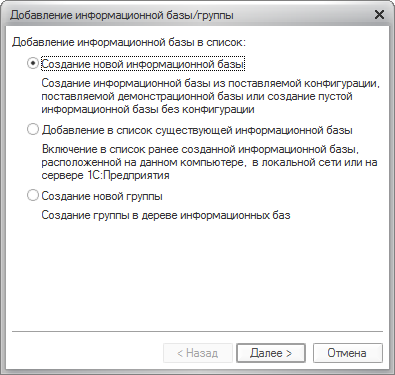 Добавление информационной базы/группы
Добавление информационной базы в список:
Создание новой информационной базы
Создание информационной базы из поставляемой конфигурации,
поставляемой демонстрационной базы или создание пустой
информационной базы без конфигурации
Добавление в список существующей информационной базы
Включение в список ранее созданной информационной базы,
расположенной на данном компьютере, в локальной сети или на
сервере 1С:Предприятия
Создание новой группы
Создание группы в дереве информационных баз
< Назад
Далее >
Отмена